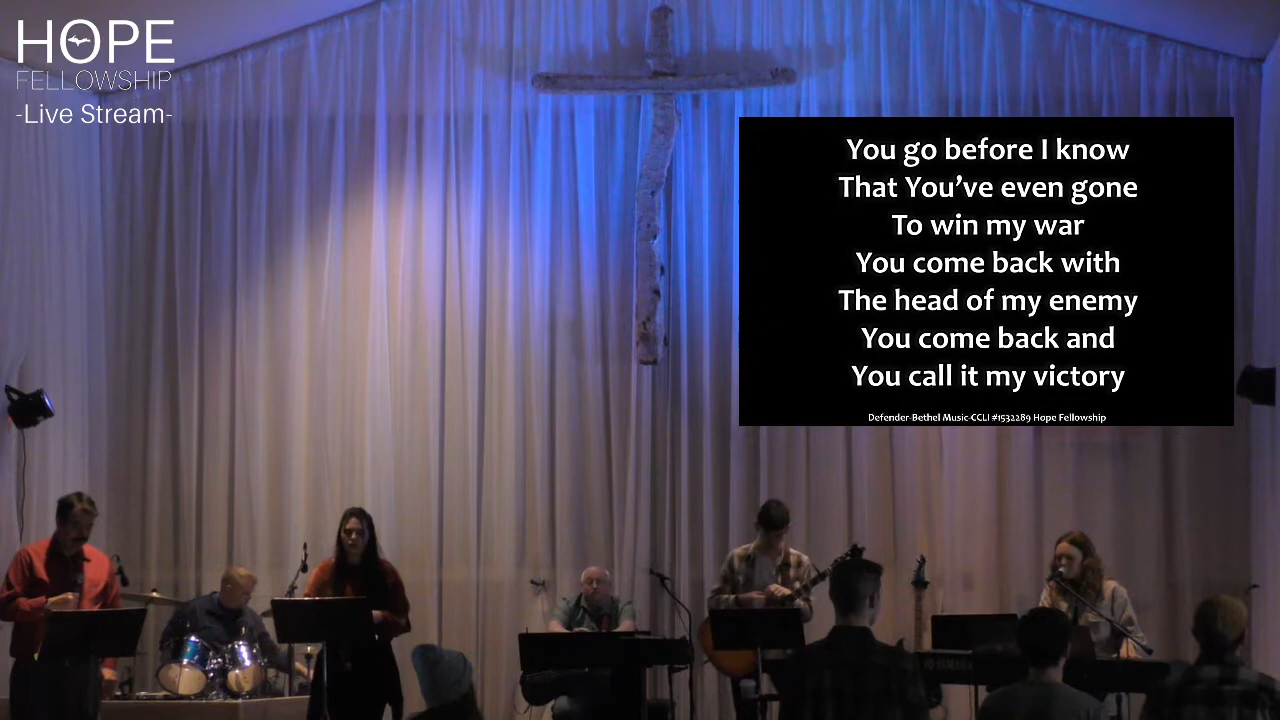 HOPE
FELLOWSHIP
-Live Stream-
You go before I know
That You’ve even gone
To win my war
You come back with
The head of my enemy
You come back and
You call it my victory
Defender-Bethel Music-CCLI #1532289 Hope Fellowship
YAMAHA